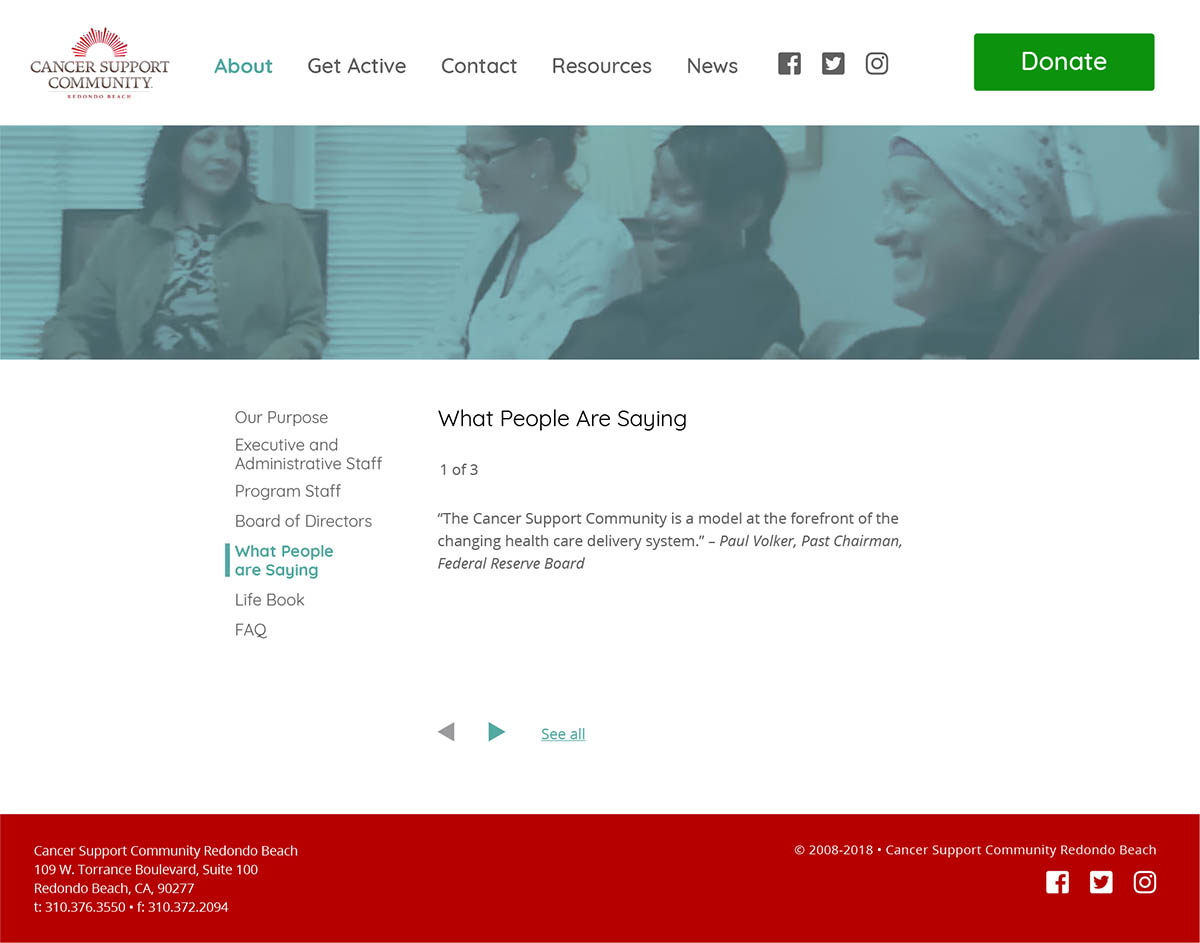 CANCER SUPPORT
COMMUNITY
REDONDO BEACH
About Get Active Contact Resources News
Donate
Our Purpose
Executive and
Administrative Staff
Program Staff
Board of Directors
What People
are Saying
Life Book
FAQ
What People Are Saying
1 of 3
“The Cancer Support Community is a model at the forefront of the
changing health care delivery system.” – Paul Volker, Past Chairman,
Federal Reserve Board
See all
Cancer Support Community Redondo Beach
109 W. Torrance Boulevard, Suite 100
Redondo Beach, CA, 90277
t: 310.376.3550 • f: 310.372.2094
© 2008-2018 • Cancer Support Community Redondo Beach